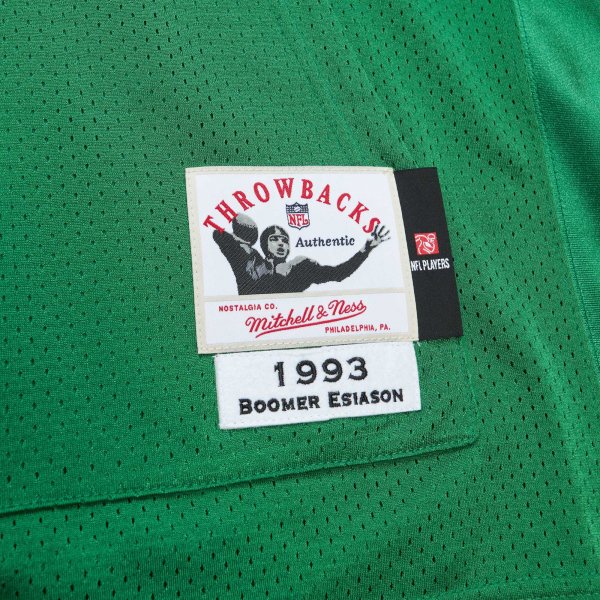 THROWBACKS
NFL
Authentic
NFL PLAYERS
NOSTALGIA CO.
Mitchell & Ness
PHILADELPHIA, PA.
1993
BOOMER ESIASON